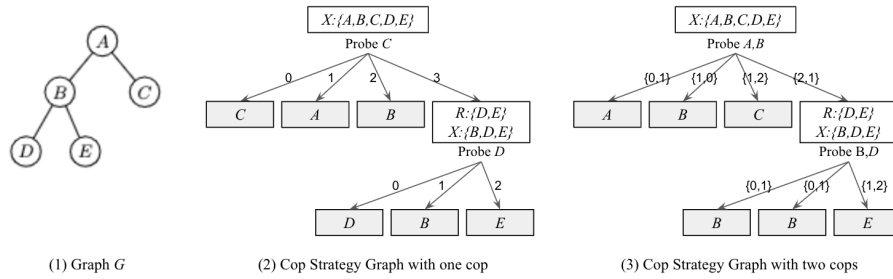 A
B
C
D
E
(1) Graph G
X:{A,B,C,D,E}
Probe C
0
1
2
3
C
A
B
R:{D,E}
X:{B,D,E}
Probe D
0
1
2
D
B
E
(2) Cop Strategy Graph with one cop
X:{A,B,C,D,E}
Probe A,B
{0,1}
{1,0}
{1,2}
{2,1}
A
B
C
R:{D,E}
X:{B,D,E}
Probe B,D
{0,1}
{0,1}
{1,2}
B
B
E
(3) Cop Strategy Graph with two cops